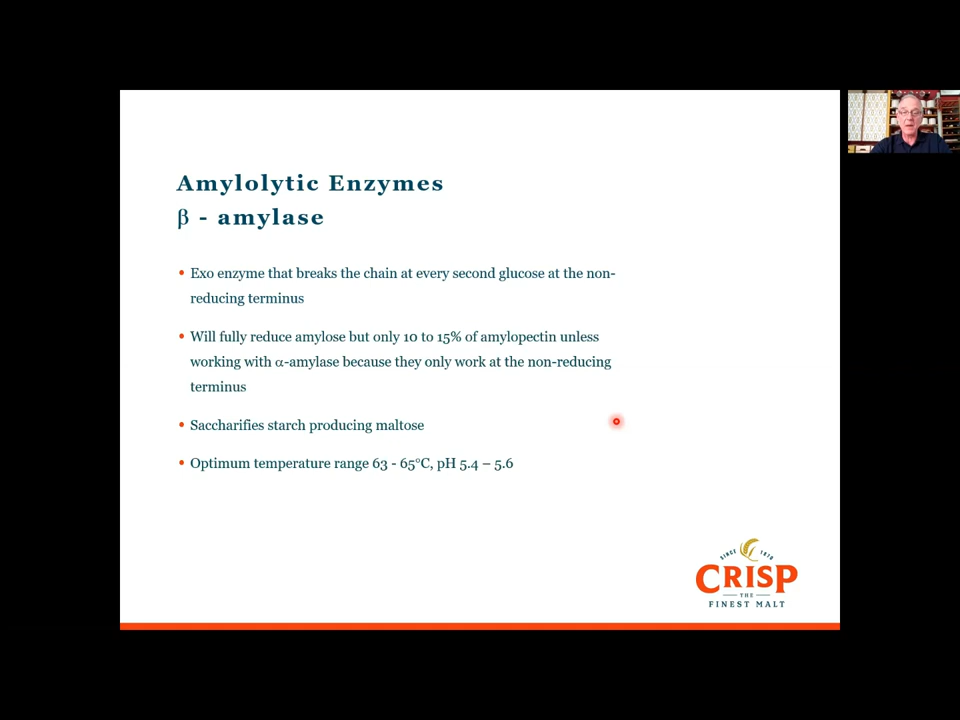 Amylolytic Enzymes
β - amylase
• Exo enzyme that breaks the chain at every second glucose at the non-
reducing terminus
• Will fully reduce amylose but only 10 to 15% of amylopectin unless
working with α-amylase because they only work at the non-reducing
terminus
• Saccharifies starch producing maltose
• Optimum temperature range 63 - 65°C, pH 5.4 – 5.6
SINCE 1870
CRISP
THE
FINEST MALT